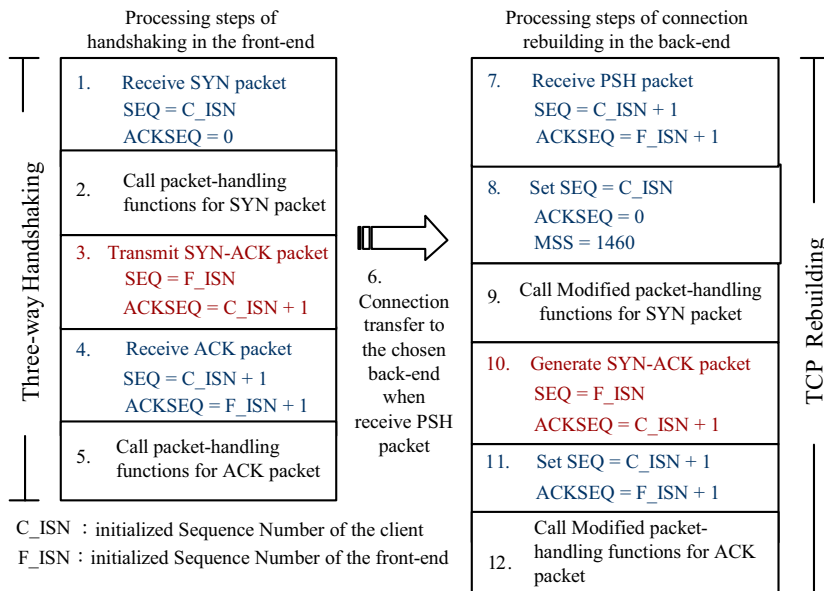 Processing steps of
handshaking in the front-end
Three-way Handshaking
1. Receive SYN packet
SEQ = C_ISN
ACKSEQ = 0
2. Call packet-handling
functions for SYN packet
3. Transmit SYN-ACK packet
SEQ = F_ISN
ACKSEQ = C_ISN + 1
4. Receive ACK packet
SEQ = C_ISN + 1
ACKSEQ = F_ISN + 1
5. Call packet-handling
functions for ACK packet
6.
Connection
transfer to
the chosen
back-end
when
receive PSH
packet
Processing steps of connection
rebuilding in the back-end
7. Receive PSH packet
SEQ = C_ISN + 1
ACKSEQ = F_ISN + 1
8. Set SEQ = C_ISN
ACKSEQ = 0
MSS = 1460
9. Call Modified packet-handling
functions for SYN packet
10. Generate SYN-ACK packet
SEQ = F_ISN
ACKSEQ = C_ISN + 1
11. Set SEQ = C_ISN + 1
ACKSEQ = F_ISN + 1
12. Call Modified packet-
handling functions for ACK
packet
TCP Rebuilding
C_ISN：initialized Sequence Number of the client
F_ISN：initialized Sequence Number of the front-end